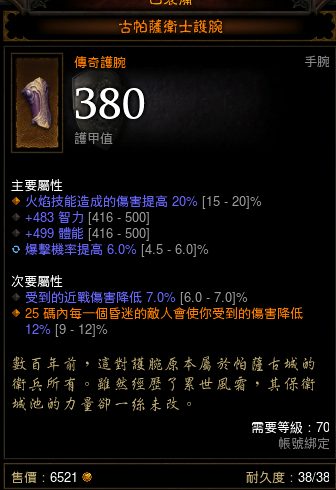 古帕薩衛士護腕
傳奇護腕 手腕
380
護甲值
主要屬性
火焰技能造成的傷害提高 20% [15 - 20]%
+483 智力 [416 - 500]
+499 體能 [416 - 500]
爆擊機率提高 6.0% [4.5 - 6.0]%
次要屬性
受到的近戰傷害降低 7.0% [6.0 - 7.0]%
25 碼內每一個昏迷的敵人會使你受到的傷害降低
12% [9 - 12]%
數百年前，這對護腕原本屬於帕薩古城的
衛兵所有。雖然經歷了累世風霜，其保衛
城池的力量卻一絲未改。
需要等級：70
帳號綁定
售價：6521 耐久度：38/38